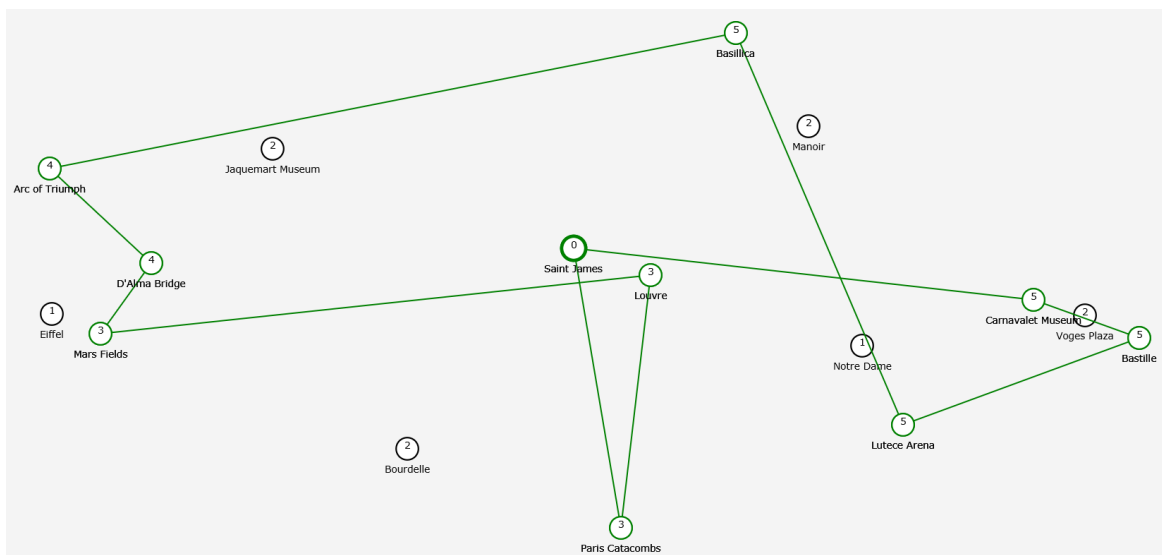 5
Basillica
2
Manoir
2
Jaquemart Museum
4
Arc of Triumph
0
Saint James
4
D'Alma Bridge
3
Louvre
5
Carnavalet Museum
1
Eiffel
2
Voges Plaza
3
Mars Fields
5
Bastille
1
Notre Dame
5
Lutece Arena
2
Bourdelle
3
Paris Catacombs